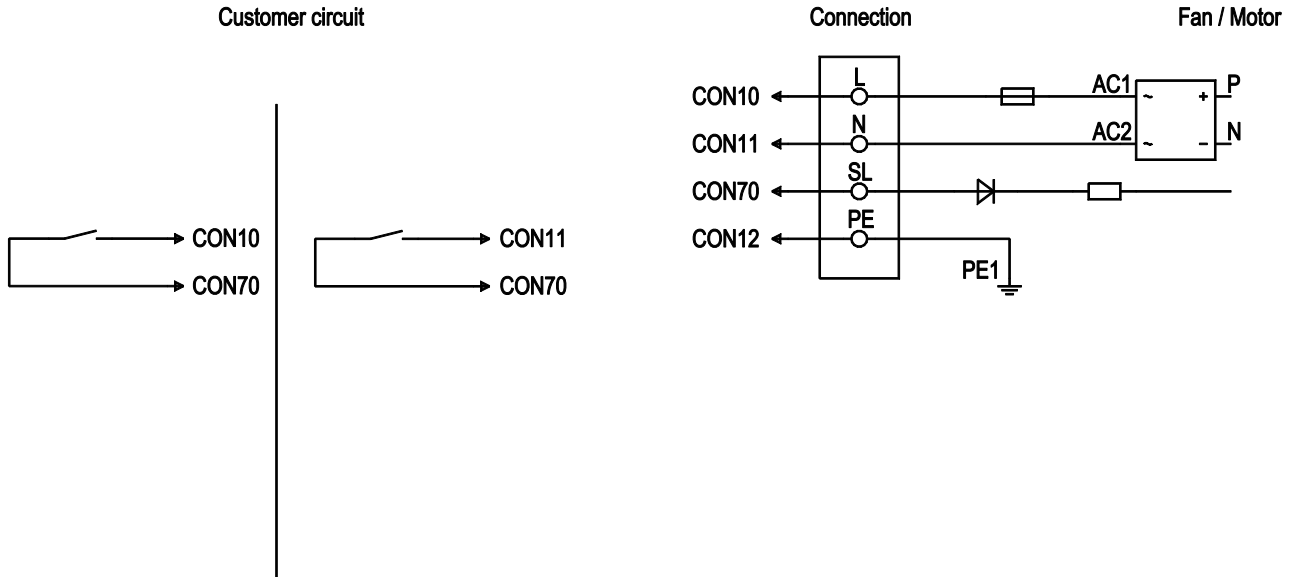 Customer circuit
Connection
Fan / Motor
CON10
CON70
CON11
CON70
CON10
CON11
CON70
CON12
L
N
SL
PE
PE1
AC1
AC2
~
~
+
−
P
N